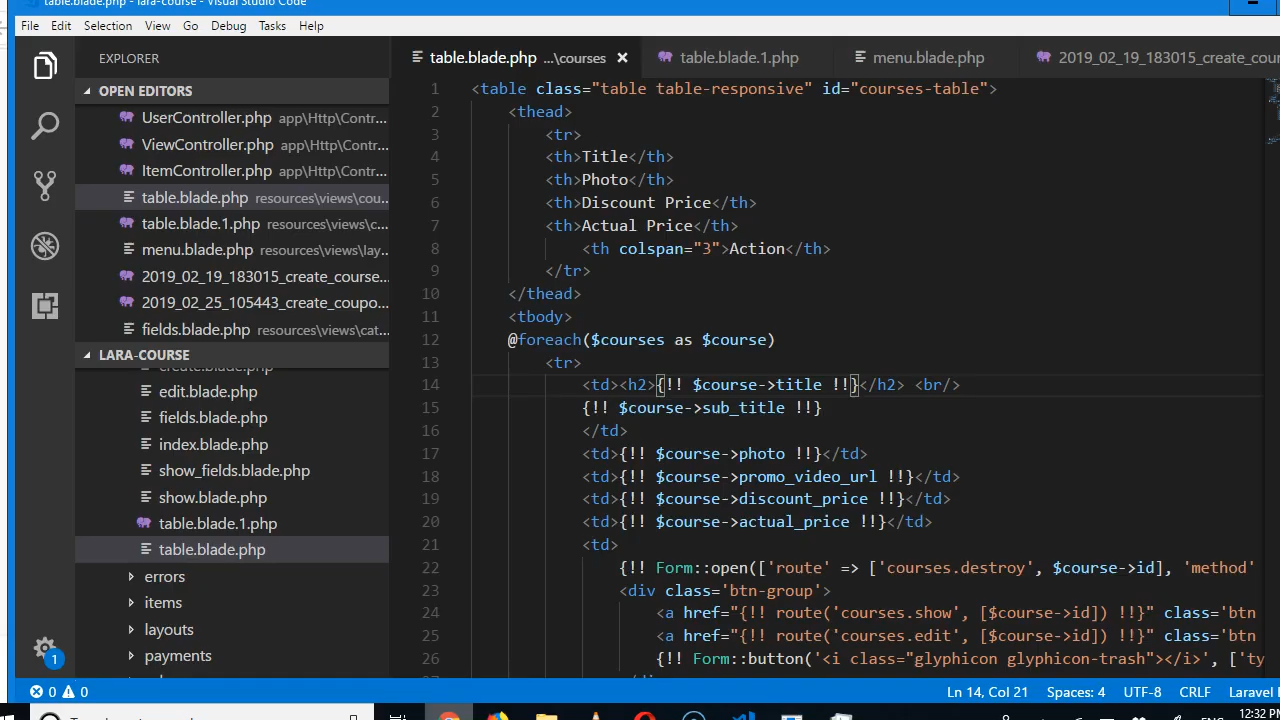 table.blade.php - lara-course - Visual Studio Code
File Edit Selection View Go Debug Tasks Help
EXPLORER
OPEN EDITORS
UserController.php app\Http\Contr...
ViewController.php app\Http\Contr...
ItemController.php app\Http\Contr...
table.blade.php resources\views\cou...
table.blade.1.php resources\views\c...
menu.blade.php resources\views\lay...
2019_02_19_183015_create_course...
2019_02_25_105443_create_coupo...
fields.blade.php resources\views\cat...
LARA-COURSE
create.blade.php
edit.blade.php
fields.blade.php
index.blade.php
show_fields.blade.php
show.blade.php
table.blade.1.php
table.blade.php
errors
items
layouts
payments
table.blade.php ...\courses table.blade.1.php menu.blade.php 2019_02_19_183015_create_cour
1 <table class="table table-responsive" id="courses-table">
2 <thead>
3 <tr>
4 <th>Title</th>
5 <th>Photo</th>
6 <th>Discount Price</th>
7 <th>Actual Price</th>
8 <th colspan="3">Action</th>
9 </tr>
10 </thead>
11 <tbody>
12 @foreach($courses as $course)
13 <tr>
14 <td><h2>{!! $course->title !!}</h2> <br/>
15 {!! $course->sub_title !!}
16 </td>
17 <td>{!! $course->photo !!}</td>
18 <td>{!! $course->promo_video_url !!}</td>
19 <td>{!! $course->discount_price !!}</td>
20 <td>{!! $course->actual_price !!}</td>
21 <td>
22 {!! Form::open(['route' => ['courses.destroy', $course->id], 'method'
23 <div class='btn-group'>
24 <a href="{!! route('courses.show', [$course->id]) !!}" class='btn
25 <a href="{!! route('courses.edit', [$course->id]) !!}" class='btn
26 {!! Form::button('<i class="glyphicon glyphicon-trash"></i>', ['ty
1
0 0 Ln 14, Col 21 Spaces: 4 UTF-8 CRLF Laravel
12:32 PM